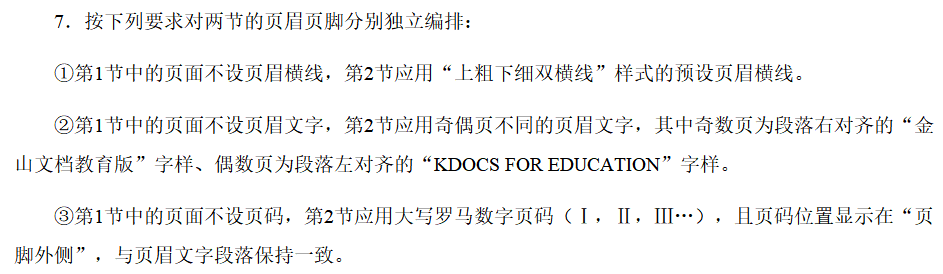 7．按下列要求对两节的页眉页脚分别独立编排：
①第1节中的页面不设页眉横线，第2节应用“上粗下细双横线”样式的预设页眉横线。
②第1节中的页面不设页眉文字，第2节应用奇偶页不同的页眉文字，其中奇数页为段落右对齐的“金
山文档教育版”字样、偶数页为段落左对齐的“KDOCS FOR EDUCATION”字样。
③第1节中的页面不设页码，第2节应用大写罗马数字页码（Ⅰ，Ⅱ，Ⅲ…），且页码位置显示在“页
脚外侧”，与页眉文字段落保持一致。